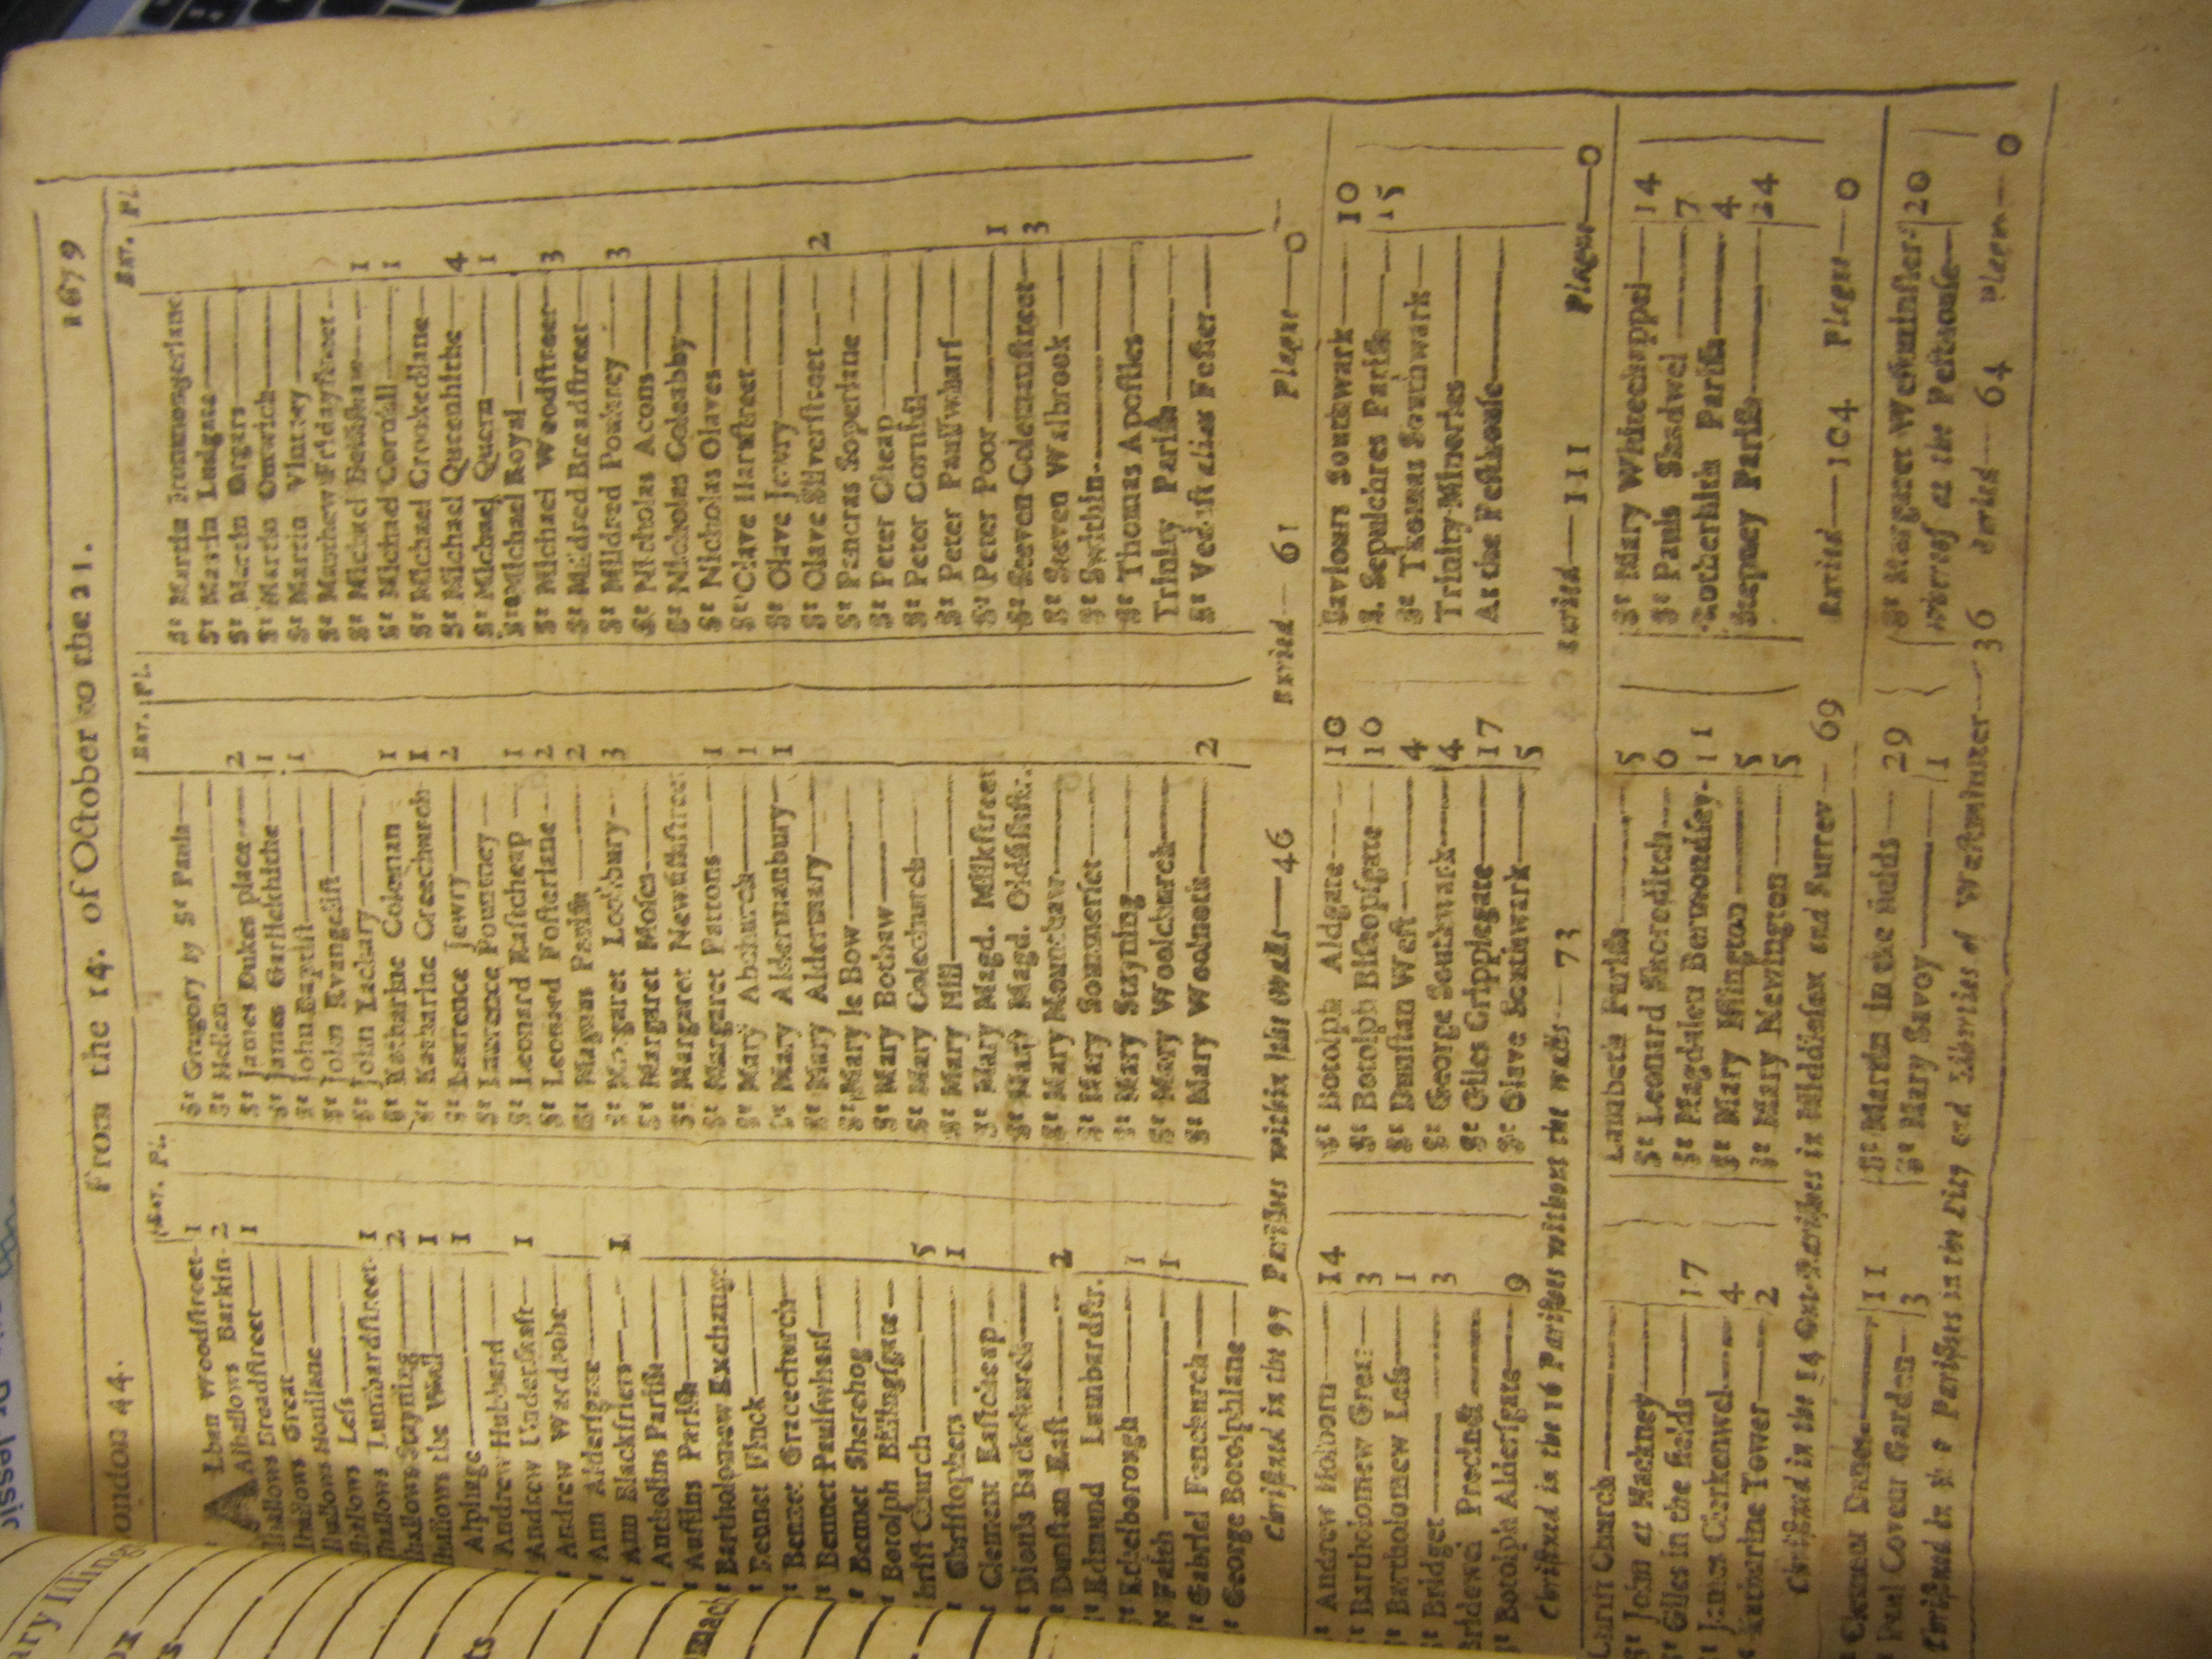 London 44. From the 14. of October to the 21. 1679
Bur. Pl. Bur. Pl. Bur. Pl.
Alban Woodstreet 1
Alhallows Barkin 2
Alhallows Breadstreet 1
Alhallows Great
Alhallows Honilane
Alhallows Less
Alhallows Lumbardstreet 1
Alhallows Stayning 2
Alhallows the Wall 1
Alphage 1
Andrew Hubbard
Andrew Undershaft 1
Andrew Wardrobe
Ann Aldersgate
Ann Blackfriers 1
Antholins Parish
Austins Parish
Bartholomew Exchange
Bennet Finck
Bennet Gracechurch
Bennet Paulswharf
Bennet Sherehog
Botolph Billingsgate
Christ Church 5
Christophers 1
Clement Eastcheap
Dionis Backchurch
Dunstan East 2
Edmund Lumbardstr.
Ethelborough 1
Faith 1
Gabriel Fenchurch
George Botolphlane
St Gregory by St Pauls
St Hellen
St James Dukes place 2
St James Garlickhithe 1
St John Baptist 1
St John Evangelist
St John Zachary
St Katharine Coleman 1
St Katharine Creechurch 1
St Laurence Jewry 2
St Laurence Pountney
St Leonard Eastcheap 1
St Leonard Fosterlane 2
St Magnus Parish 2
St Margaret Lothbury 3
St Margaret Moses
St Margaret Newfishstreet
St Margaret Pattons 1
St Mary Abchurch 1
St Mary Aldermanbury 1
St Mary Aldermary
St Mary le Bow
St Mary Bothaw
St Mary Colechurch
St Mary Hill
St Mary Magd. Milkstreet
St Mary Magd. Oldfishstr.
St Mary Mounthaw
St Mary Sommerset
St Mary Stayning
St Mary Woolchurch
St Mary Woolnoth 2
St Martin Ironmongerlane
St Martin Ludgate
St Martin Orgars
St Martin Outwich
St Martin Vintrey
St Matthew Fridaystreet
St Michael Bassishaw 1
St Michael Cornhill 1
St Michael Crookedlane
St Michael Queenhithe 4
St Michael Quern 1
St Michael Royal
St Michael Woodstreet 3
St Mildred Breadstreet
St Mildred Poultrey 3
St Nicholas Acons
St Nicholas Coleabby
St Nicholas Olaves
St Olave Hartstreet
St Olave Jewry
St Olave Silverstreet 2
St Pancras Soperlane
St Peter Cheap
St Peter Cornhil
St Peter Paulswharf
St Peter Poor 1
St Steven Colemanstreet 3
St Steven Walbrook
St Swithin
St Thomas Apostles
Trinity Parish
St Vedast alias Foster
Christned in the 97 Parishes within the Walls 46 Buried 61 Plague 0
St Andrew Holborn 14
St Bartholomew Great 3
St Bartholomew Less 1
St Bridget 3
Bridewel Precinct
St Botolph Aldersgate 9
St Botolph Aldgate 10
St Botolph Bishopsgate 10
St Dunstan West 4
St George Southwark 4
St Giles Cripplegate 17
St Olave Southwark 5
Saviours Southwark 10
S. Sepulchres Parish 15
St Thomas Southwark
Trinity Minories
At the Pesthouse
Christned in the 16 Parishes without the Walls 73 Buried 111 Plague 0
Christ Church
St John at Hackney
St Giles in the fields 17
St James Clerkenwel 4
St Katherine Tower 2
Lambeth Parish 5
St Leonard Shoreditch 6
St Magdalen Bermondsey 11
St Mary Islington 5
St Mary Newington 5
St Mary Whitechappel 14
St Pauls Shadwel 7
Rotherhith Parish 4
Stepney Parish 24
Christned in the 14 Out-Parishes in Middlesex and Surrey 69 Buried 104 Plague 0
Clement Danes 11
Paul Covent Garden 3
St Martin in the fields 29
St Mary Savoy 1
St Margaret Westminster 20
whereof at the Pesthouse
Christned in the Parishes in the City and Liberties of Westminster 36 Buried 64 Plague 0